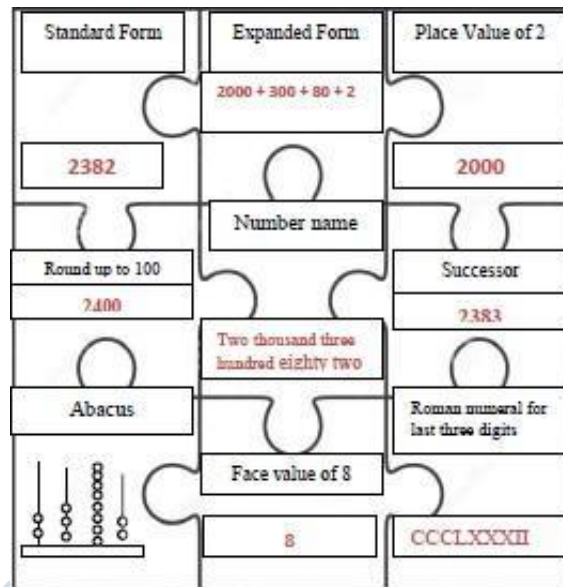 Standard Form
Expanded Form
Place Value of 2
2000 + 300 + 80 + 2
2382
2000
Number name
Round up to 100
Successor
2400
2383
Two thousand three
hundred eighty two
Abacus
Roman numeral for
last three digits
Face value of 8
8
CCCLXXXII